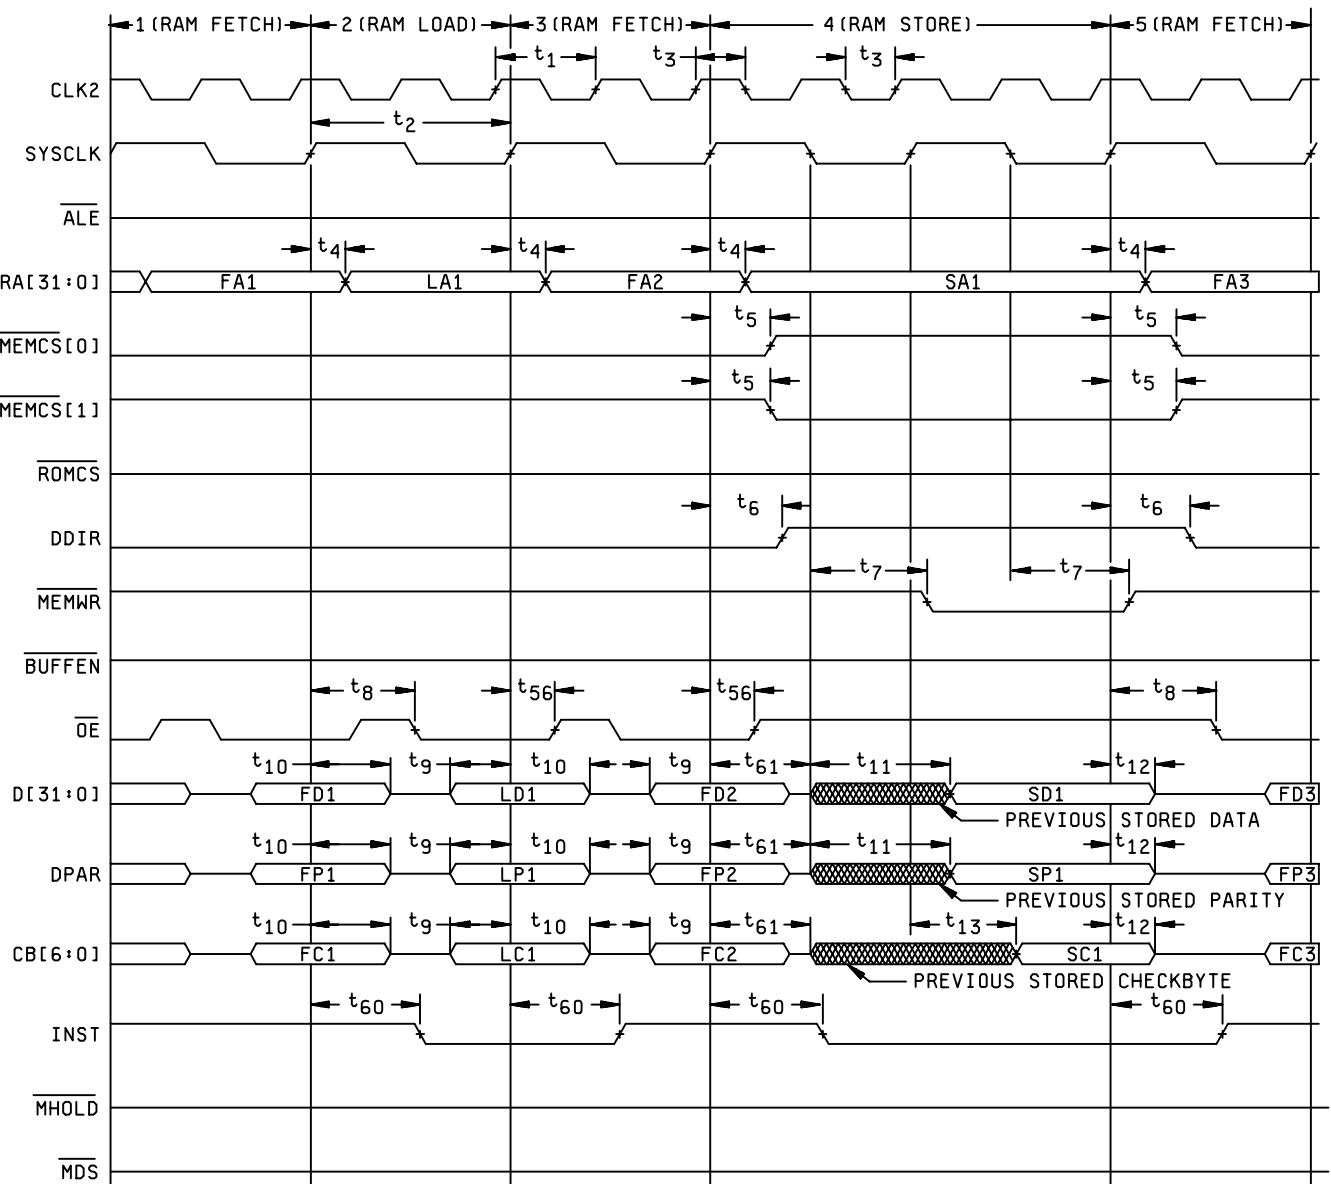 1(RAM FETCH) 2(RAM LOAD) 3(RAM FETCH) 4(RAM STORE) 5(RAM FETCH)
t1 t3 t3
CLK2
t2
SYSCLK
ALE
t4 t4 t4 t4
RA[31:0] FA1 LA1 FA2 SA1 FA3
t5 t5
MEMCS[0]
t5 t5
MEMCS[1]
ROMCS
t6 t6
DDIR
t7 t7
MEMWR
BUFFEN
t8 t56 t56 t8
OE
t10 t9 t10 t9 t61 t11 t12
D[31:0] FD1 LD1 FD2 SD1 FD3
PREVIOUS STORED DATA
t10 t9 t10 t9 t61 t11 t12
DPAR FP1 LP1 FP2 SP1 FP3
PREVIOUS STORED PARITY
t10 t9 t10 t9 t61 t13 t12
CB[6:0] FC1 LC1 FC2 SC1 FC3
PREVIOUS STORED CHECKBYTE
t60 t60 t60 t60
INST
MHOLD
MDS